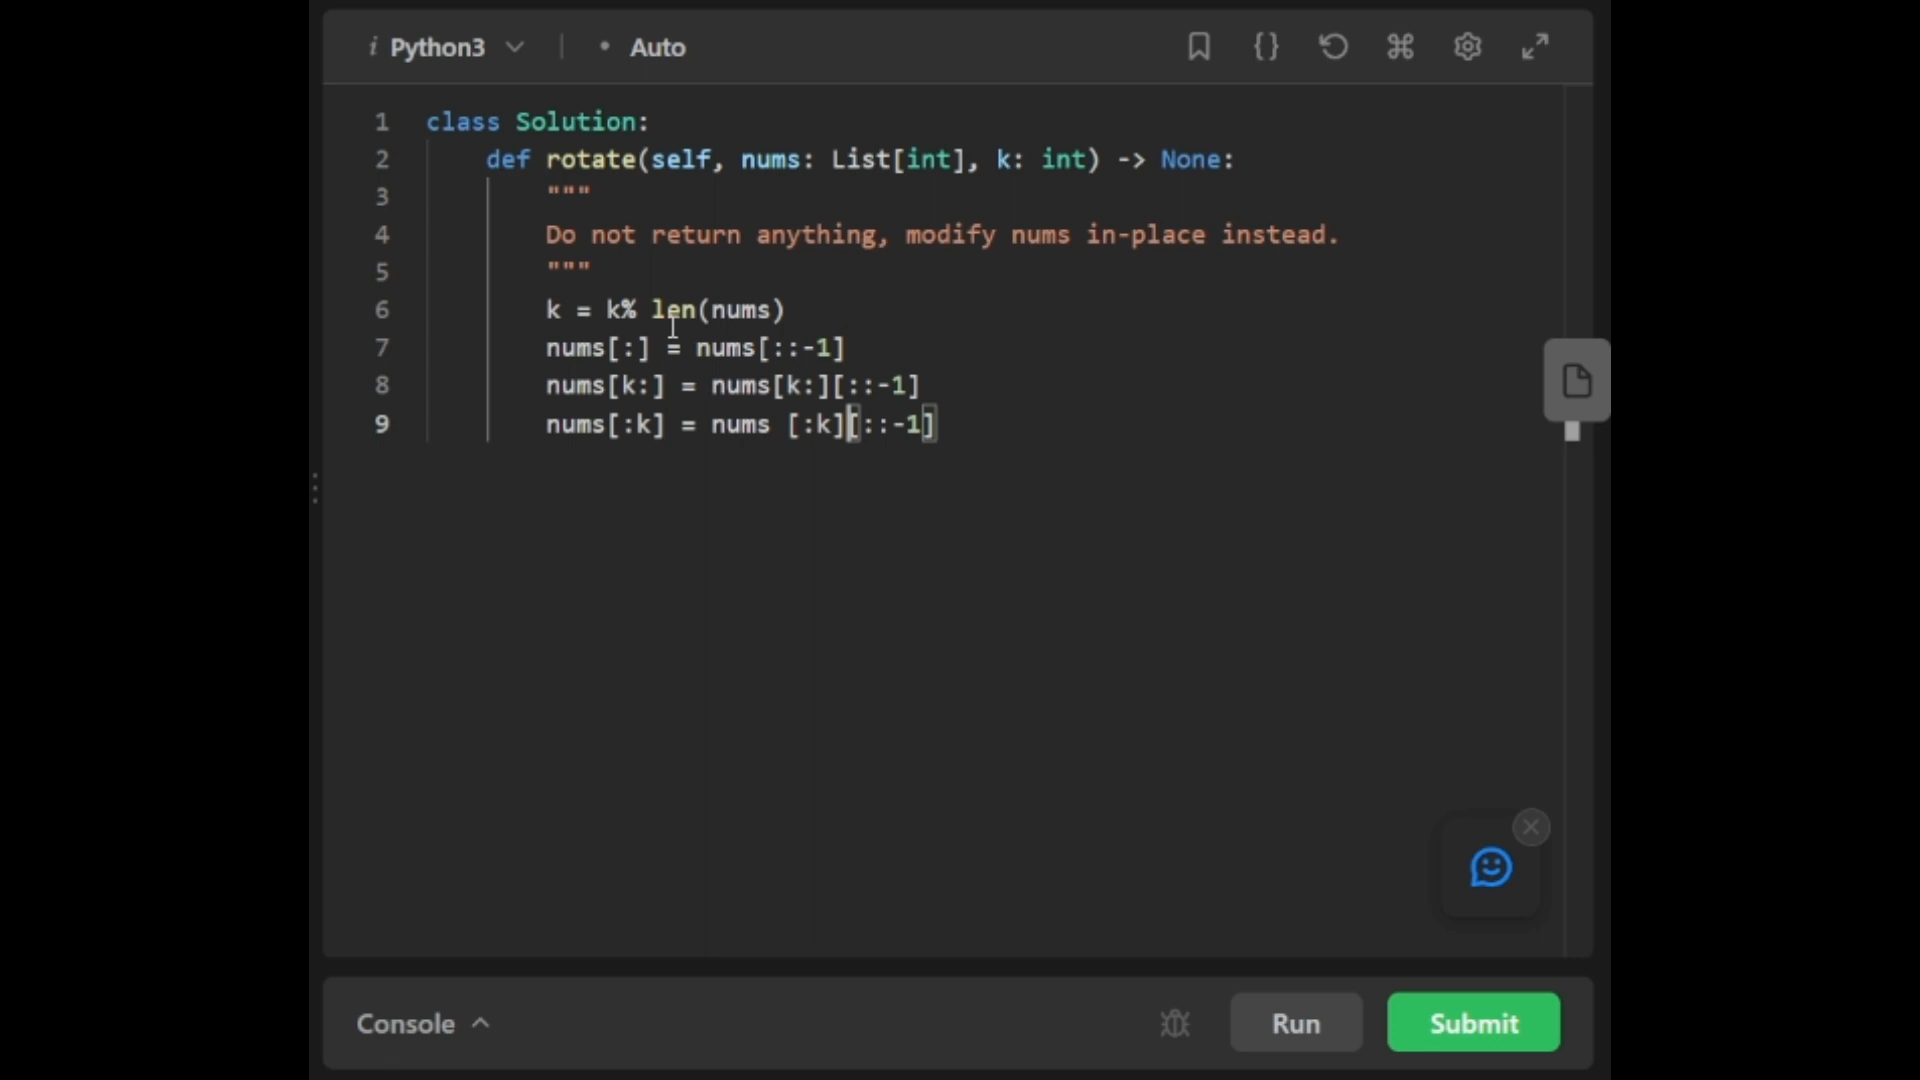 i Python3 • Auto
1 class Solution:
2 def rotate(self, nums: List[int], k: int) -> None:
3 """
4 Do not return anything, modify nums in-place instead.
5 """
6 k = k% len(nums)
7 nums[:] = nums[::-1]
8 nums[k:] = nums[k:][::-1]
9 nums[:k] = nums [:k][::-1]
Console Run Submit